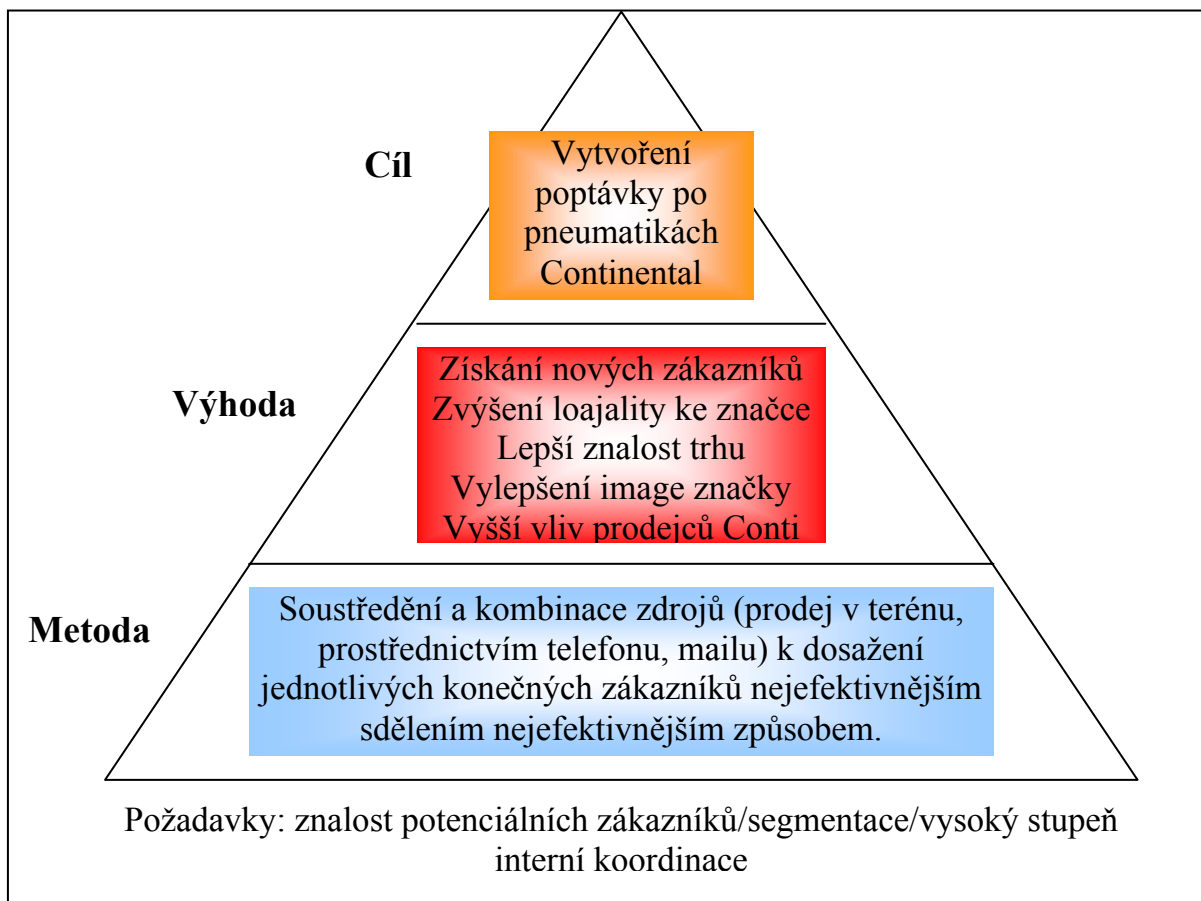 Cíl
Vytvoření
poptávky po
pneumatikách
Continental
Výhoda
Získání nových zákazníků
Zvýšení loajality ke značce
Lepší znalost trhu
Vylepšení image značky
Vyšší vliv prodejců Conti
Metoda
Soustředění a kombinace zdrojů (prodej v terénu,
prostřednictvím telefonu, mailu) k dosažení
jednotlivých konečných zákazníků nejefektivnějším
sdělením nejefektivnějším způsobem.
Požadavky: znalost potenciálních zákazníků/segmentace/vysoký stupeň
interní koordinace